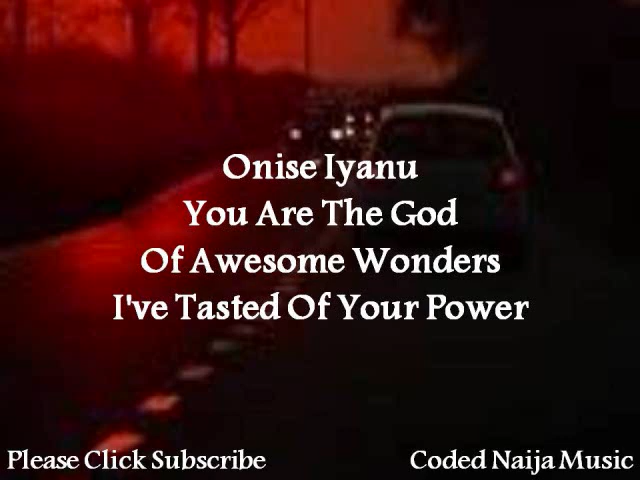 Onise Iyanu
You Are The God
Of Awesome Wonders
I've Tasted Of Your Power
Please Click Subscribe
Coded Naija Music